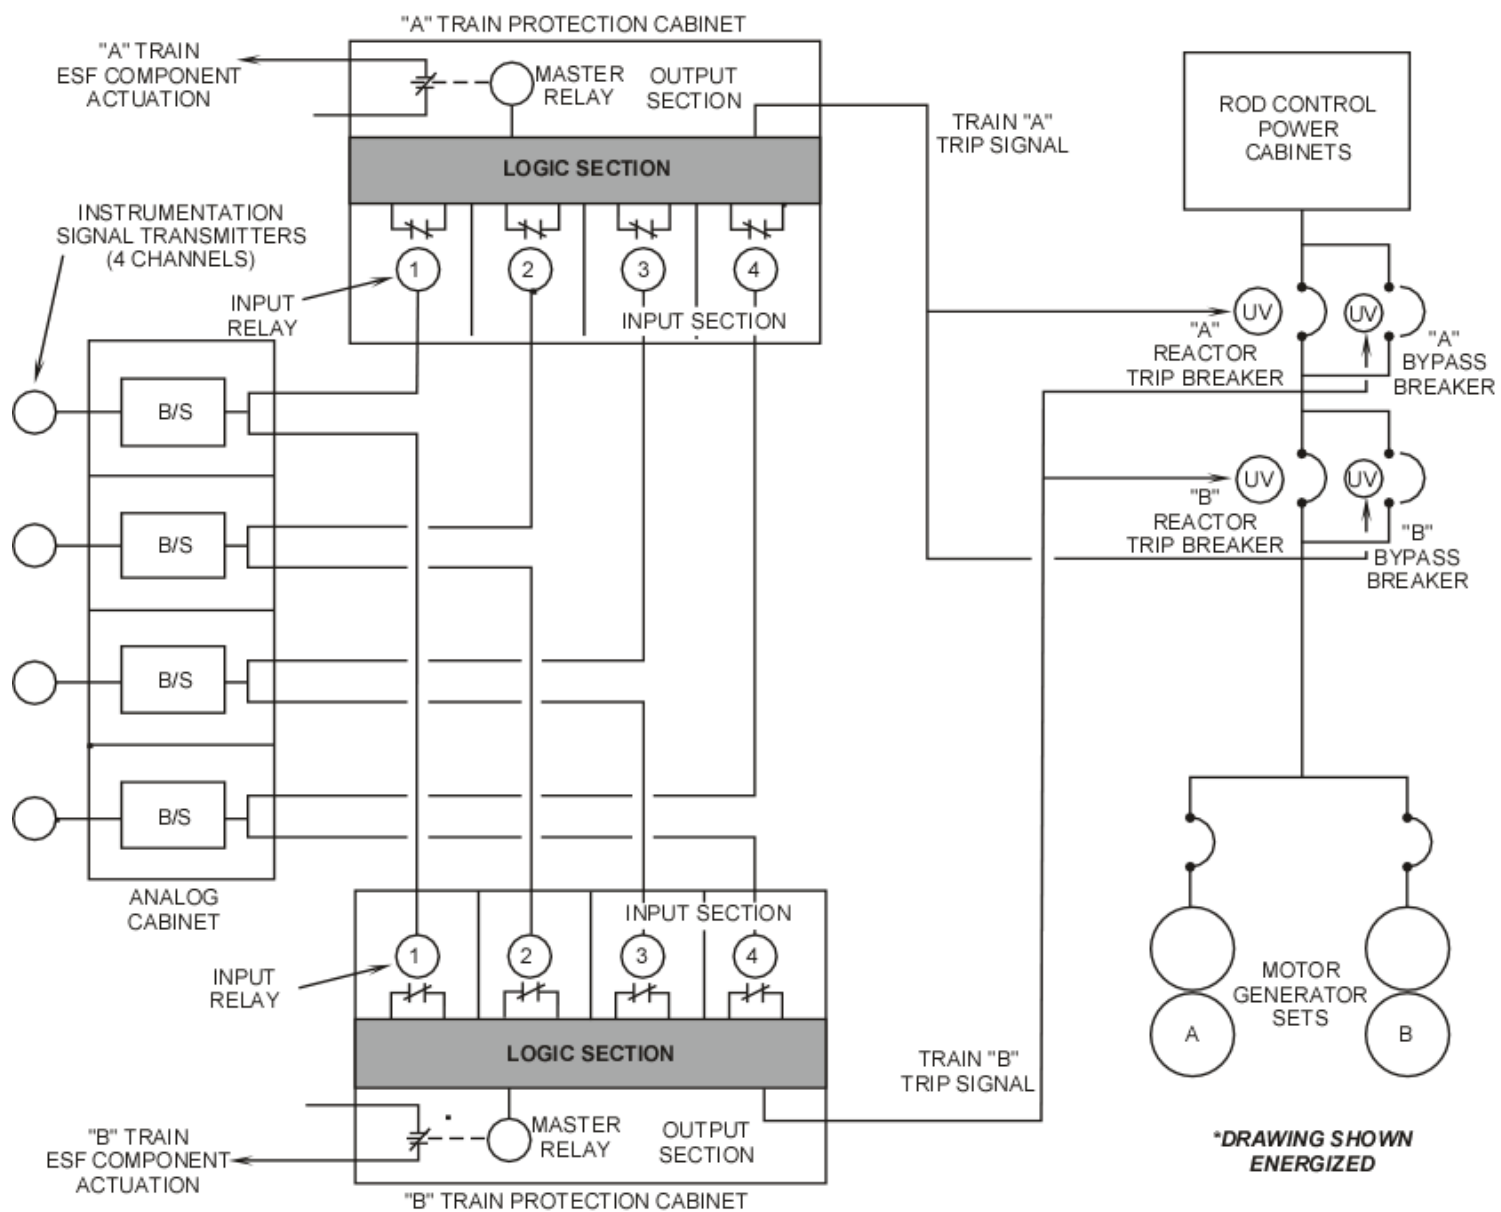 "A" TRAIN PROTECTION CABINET
"A" TRAIN
ESF COMPONENT
ACTUATION
MASTER
RELAY
OUTPUT
SECTION
LOGIC SECTION
TRAIN "A"
TRIP SIGNAL
ROD CONTROL
POWER
CABINETS
INSTRUMENTATION
SIGNAL TRANSMITTERS
(4 CHANNELS)
1
2
3
4
INPUT
RELAY
INPUT SECTION
UV
UV
"A"
REACTOR
TRIP BREAKER
"A"
BYPASS
BREAKER
B/S
B/S
B/S
B/S
ANALOG
CABINET
UV
UV
"B"
REACTOR
TRIP BREAKER
"B"
BYPASS
BREAKER
INPUT SECTION
1
2
3
4
INPUT
RELAY
LOGIC SECTION
TRAIN "B"
TRIP SIGNAL
MOTOR
GENERATOR
SETS
A
B
"B" TRAIN
ESF COMPONENT
ACTUATION
MASTER
RELAY
OUTPUT
SECTION
"B" TRAIN PROTECTION CABINET
*DRAWING SHOWN
ENERGIZED